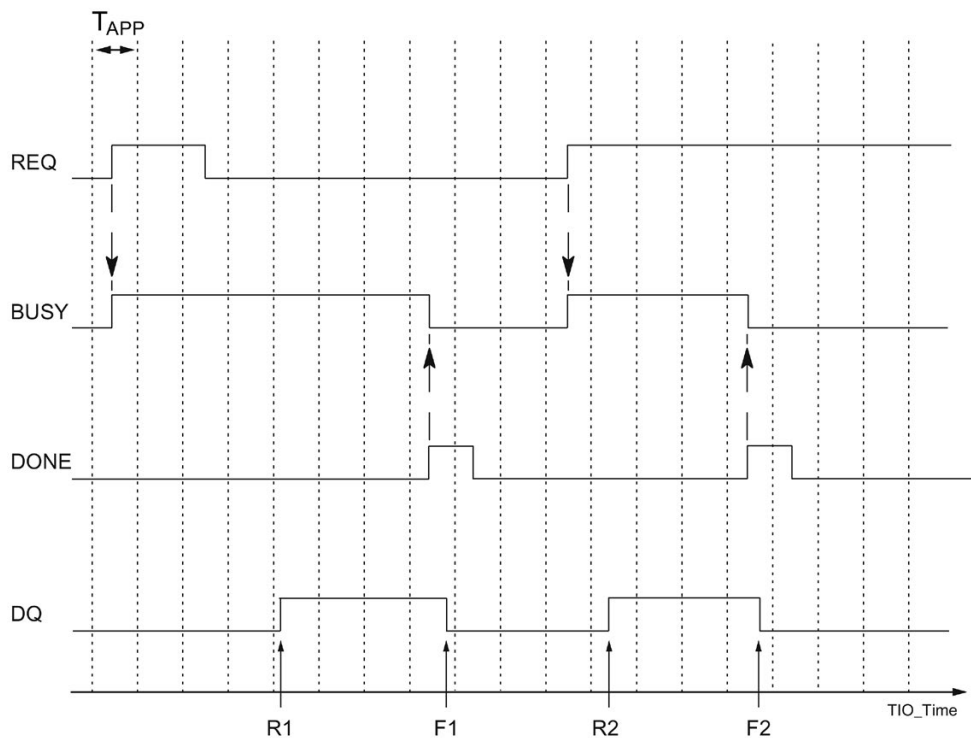 TAPP
REQ
BUSY
DONE
DQ
TIO_Time
R1 F1 R2 F2